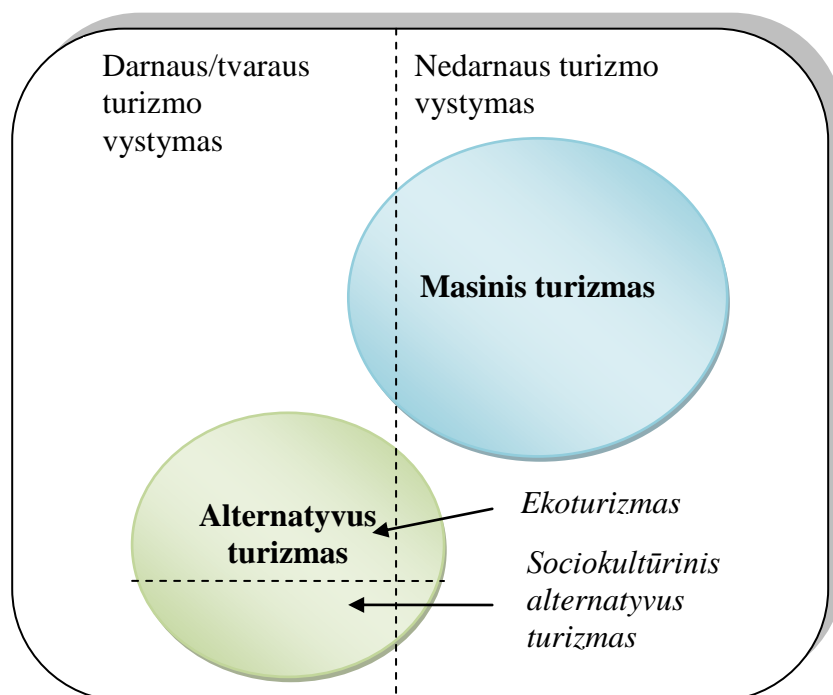 Darnaus/tvaraus
turizmo
vystymas
Nedarnaus turizmo
vystymas
Masinis turizmas
Alternatyvus
turizmas
Ekoturizmas
Sociokultūrinis
alternatyvus
turizmas